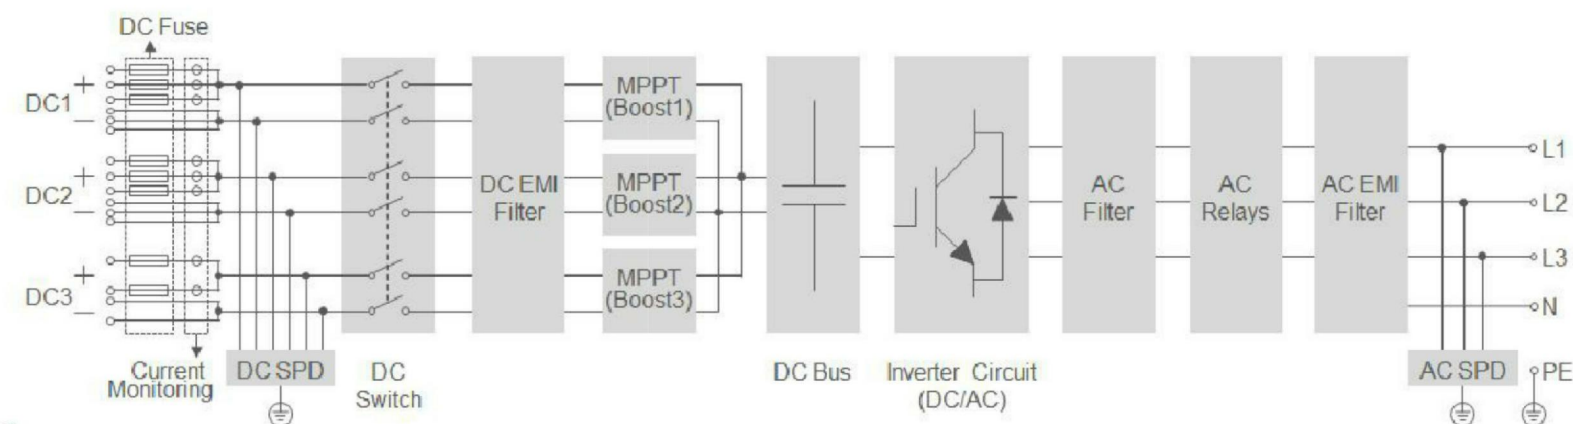 DC Fuse
DC1
+
−
DC2
+
−
DC3
+
−
Current
Monitoring
DC SPD
DC
Switch
DC EMI
Filter
MPPT
(Boost1)
MPPT
(Boost2)
MPPT
(Boost3)
DC Bus
Inverter Circuit
(DC/AC)
AC
Filter
AC
Relays
AC EMI
Filter
AC SPD
L1
L2
L3
N
PE